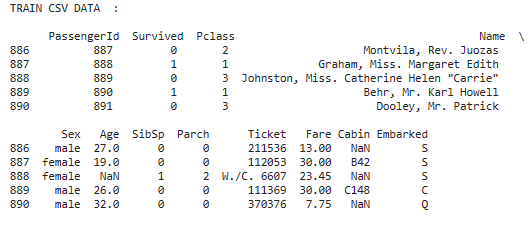 TRAIN CSV DATA  :
     PassengerId  Survived  Pclass                                      Name  \
886          887         0       2                     Montvila, Rev. Juozas
887          888         1       1              Graham, Miss. Margaret Edith
888          889         0       3  Johnston, Miss. Catherine Helen "Carrie"
889          890         1       1                     Behr, Mr. Karl Howell
890          891         0       3                       Dooley, Mr. Patrick
        Sex   Age  SibSp  Parch      Ticket   Fare Cabin Embarked
886    male  27.0      0      0      211536  13.00   NaN        S
887  female  19.0      0      0      112053  30.00   B42        S
888  female   NaN      1      2  W./C. 6607  23.45   NaN        S
889    male  26.0      0      0      111369  30.00  C148        C
890    male  32.0      0      0      370376   7.75   NaN        Q